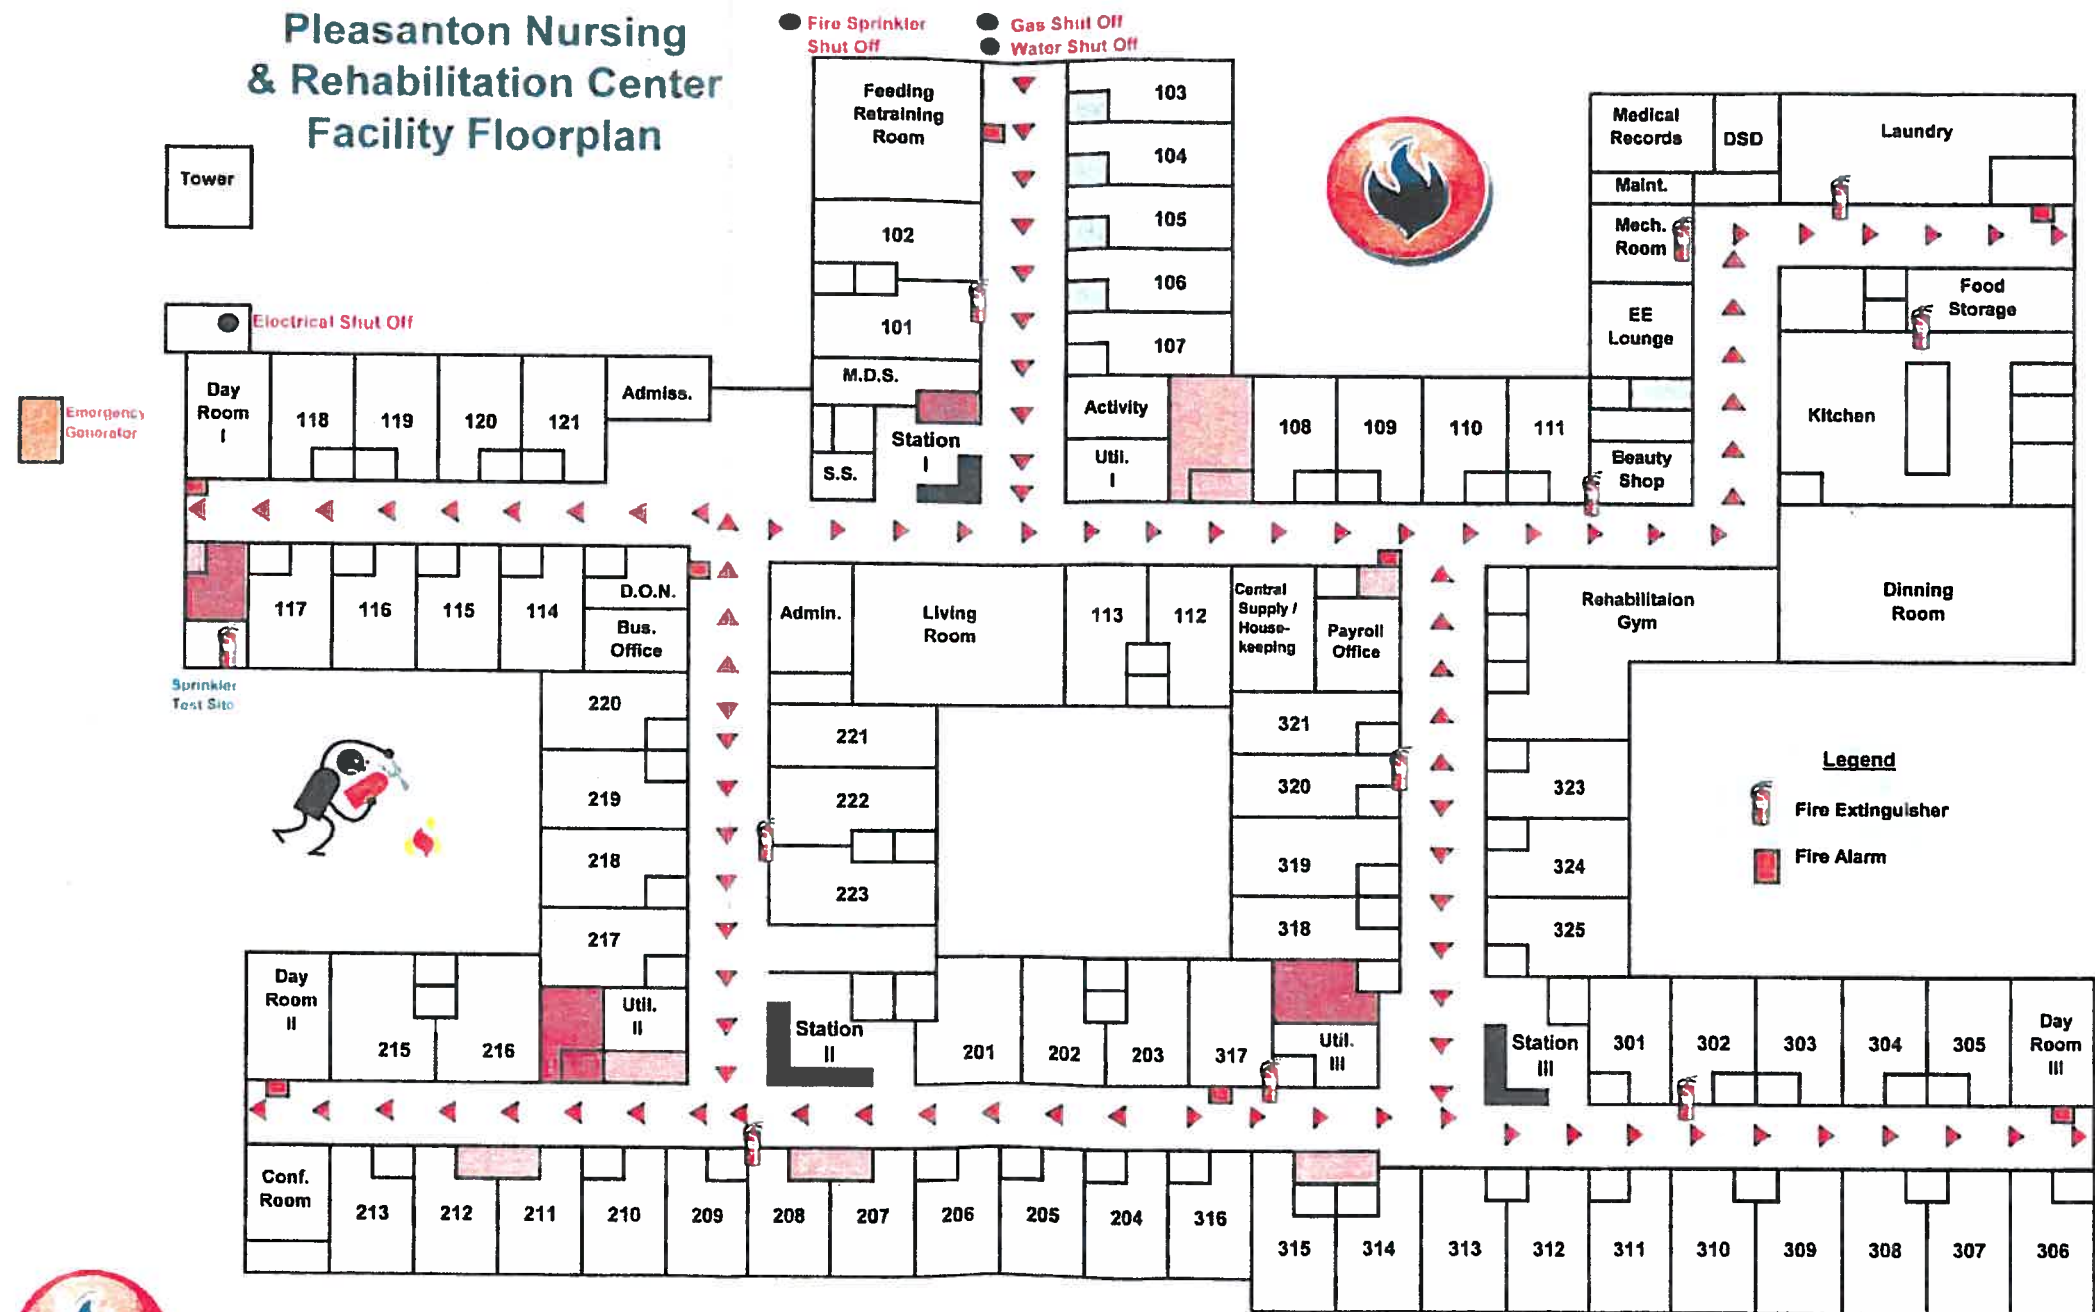 Pleasanton Nursing
& Rehabilitation Center
Facility Floorplan
Fire Sprinkler
Shut Off
Gas Shut Off
Water Shut Off
Tower
Feeding
Retraining
Room
103
104
105
106
107
102
101
M.D.S.
Medical
Records
DSD
Laundry
Maint.
Mech.
Room
EE
Lounge
Food
Storage
Kitchen
Electrical Shut Off
Emergency
Generator
Day
Room
I
118
119
120
121
Admiss.
Station
I
S.S.
Activity
Util.
I
108
109
110
111
Beauty
Shop
117
116
115
114
D.O.N.
Bus.
Office
Admin.
Living
Room
113
112
Central
Supply /
House-
keeping
Payroll
Office
Rehabilitaion
Gym
Dinning
Room
Sprinkler
Test Site
220
219
218
217
221
222
223
321
320
319
318
323
324
325
Legend
Fire Extinguisher
Fire Alarm
Day
Room
II
215
216
Util.
II
Station
II
201
202
203
317
Util.
III
Station
III
301
302
303
304
305
Day
Room
III
Conf.
Room
213
212
211
210
209
208
207
206
205
204
316
315
314
313
312
311
310
309
308
307
306